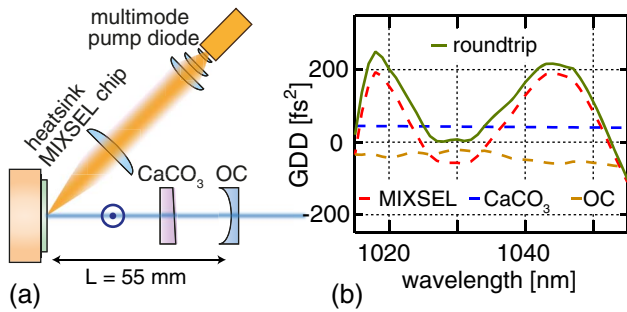 multimode
pump diode
heatsink
MIXSEL chip
CaCO₃ OC
L = 55 mm
(a)
roundtrip
200
0
-200
GDD [fs²]
MIXSEL CaCO₃ OC
1020 1040
wavelength [nm]
(b)